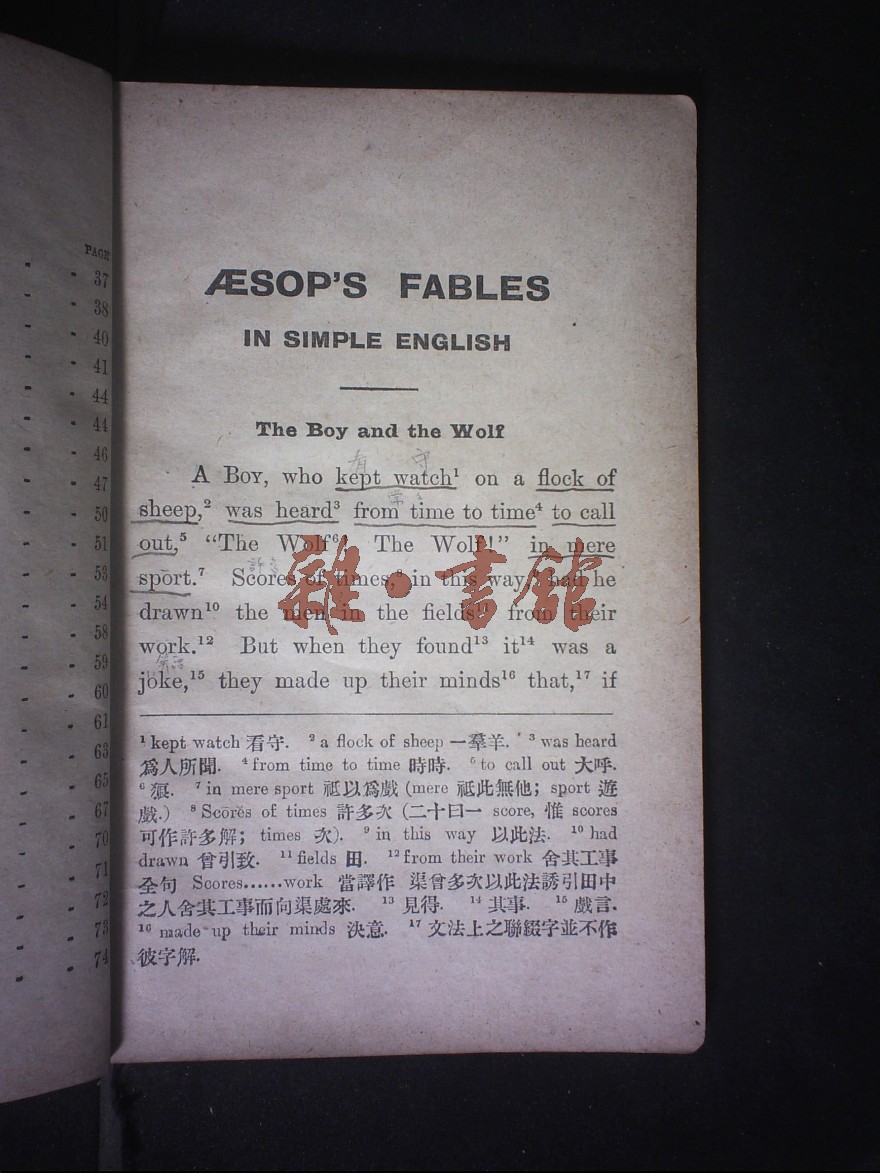 PAGE
37
38
40
41
44
44
46
47
50
51
53
54
58
59
60
61
63
65
67
70
71
72
73
74
ÆSOP'S FABLES
IN SIMPLE ENGLISH
The Boy and the Wolf
看 守
A BOY, who kept watch¹ on a flock of
常
sheep,² was heard³ from time to time⁴ to call
out,⁵ "The Wolf⁶! The Wolf!" in mere
許多
sport.⁷ Scores of times,⁸ in this way,⁹ had he
drawn¹⁰ the men in the fields¹¹ from their
work.¹² But when they found¹³ it¹⁴ was a
笑話
joke,¹⁵ they made up their minds¹⁶ that,¹⁷ if
雜·書館
¹ kept watch 看守. ² a flock of sheep 一羣羊. ³ was heard
爲人所聞. ⁴ from time to time 時時. ⁵ to call out 大呼.
⁶ 狼. ⁷ in mere sport 祗以爲戲 (mere 祗此無他; sport 遊
戲.) ⁸ Scōrés of times 許多次 (二十曰一 score, 惟 scores
可作許多解; times 次). ⁹ in this way 以此法. ¹⁰ had
drawn 曾引致. ¹¹ fields 田. ¹² from their work 舍其工事
全句 Scores......work 當譯作 渠曾多次以此法誘引田中
之人舍其工事而向渠處來. ¹³ 見得. ¹⁴ 其事. ¹⁵ 戲言.
¹⁶ made up their minds 決意. ¹⁷ 文法上之聯綴字並不作
彼字解.